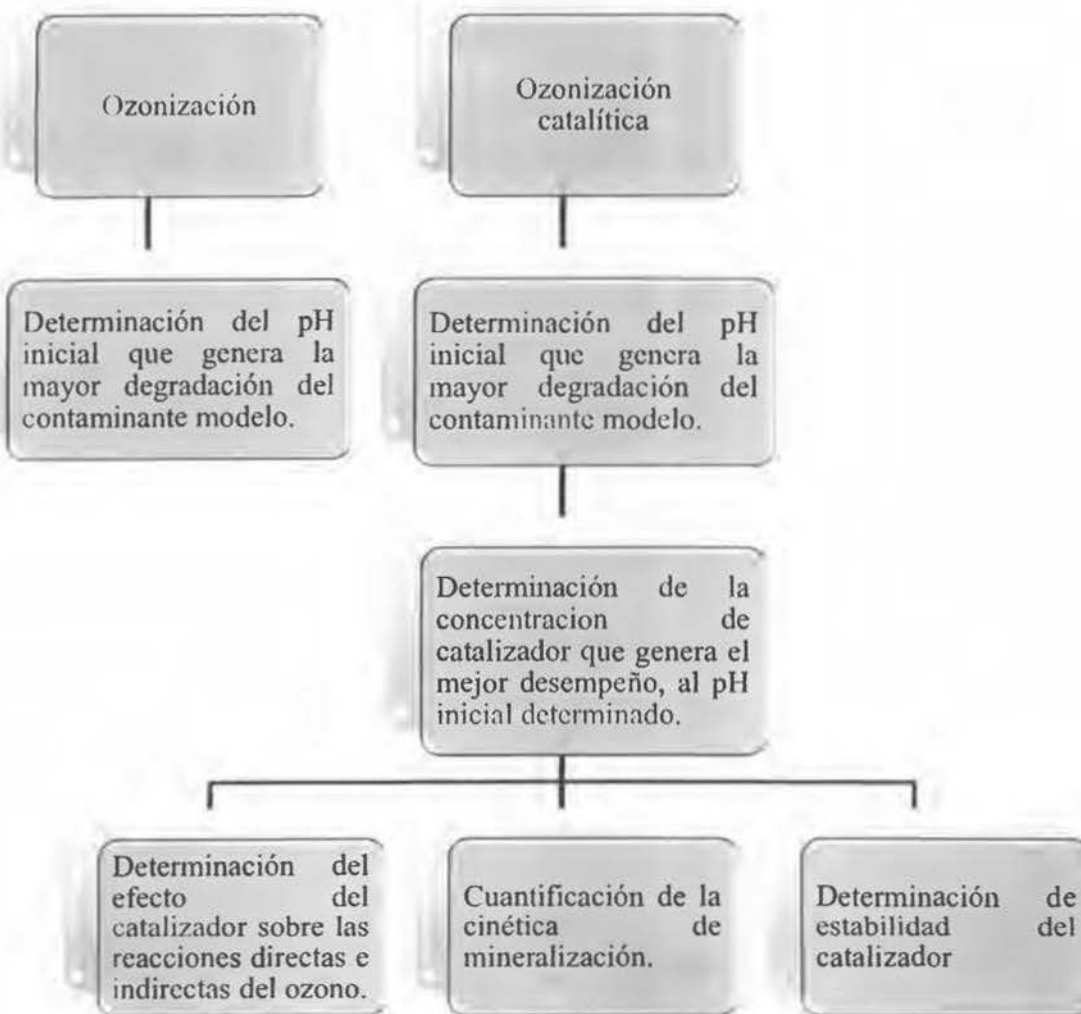 Ozonización
Ozonización
catalítica
Determinación del pH
inicial que genera la
mayor degradación del
contaminante modelo.
Determinación del pH
inicial que genera la
mayor degradación del
contaminante modelo.
Determinación de la
concentracion de
catalizador que genera el
mejor desempeño, al pH
inicial determinado.
Determinación del
efecto del
catalizador sobre las
reacciones directas e
indirectas del ozono.
Cuantificación de la
cinética de
mineralización.
Determinación de
estabilidad del
catalizador